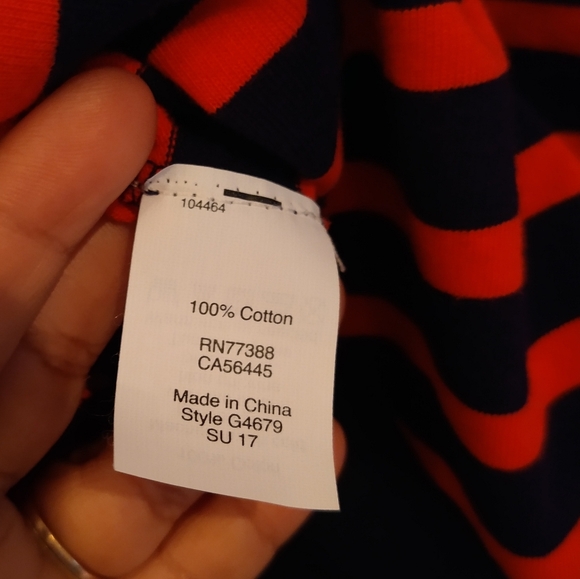 104464
100% Cotton
RN77388
CA56445
Made in China
Style G4679
SU 17